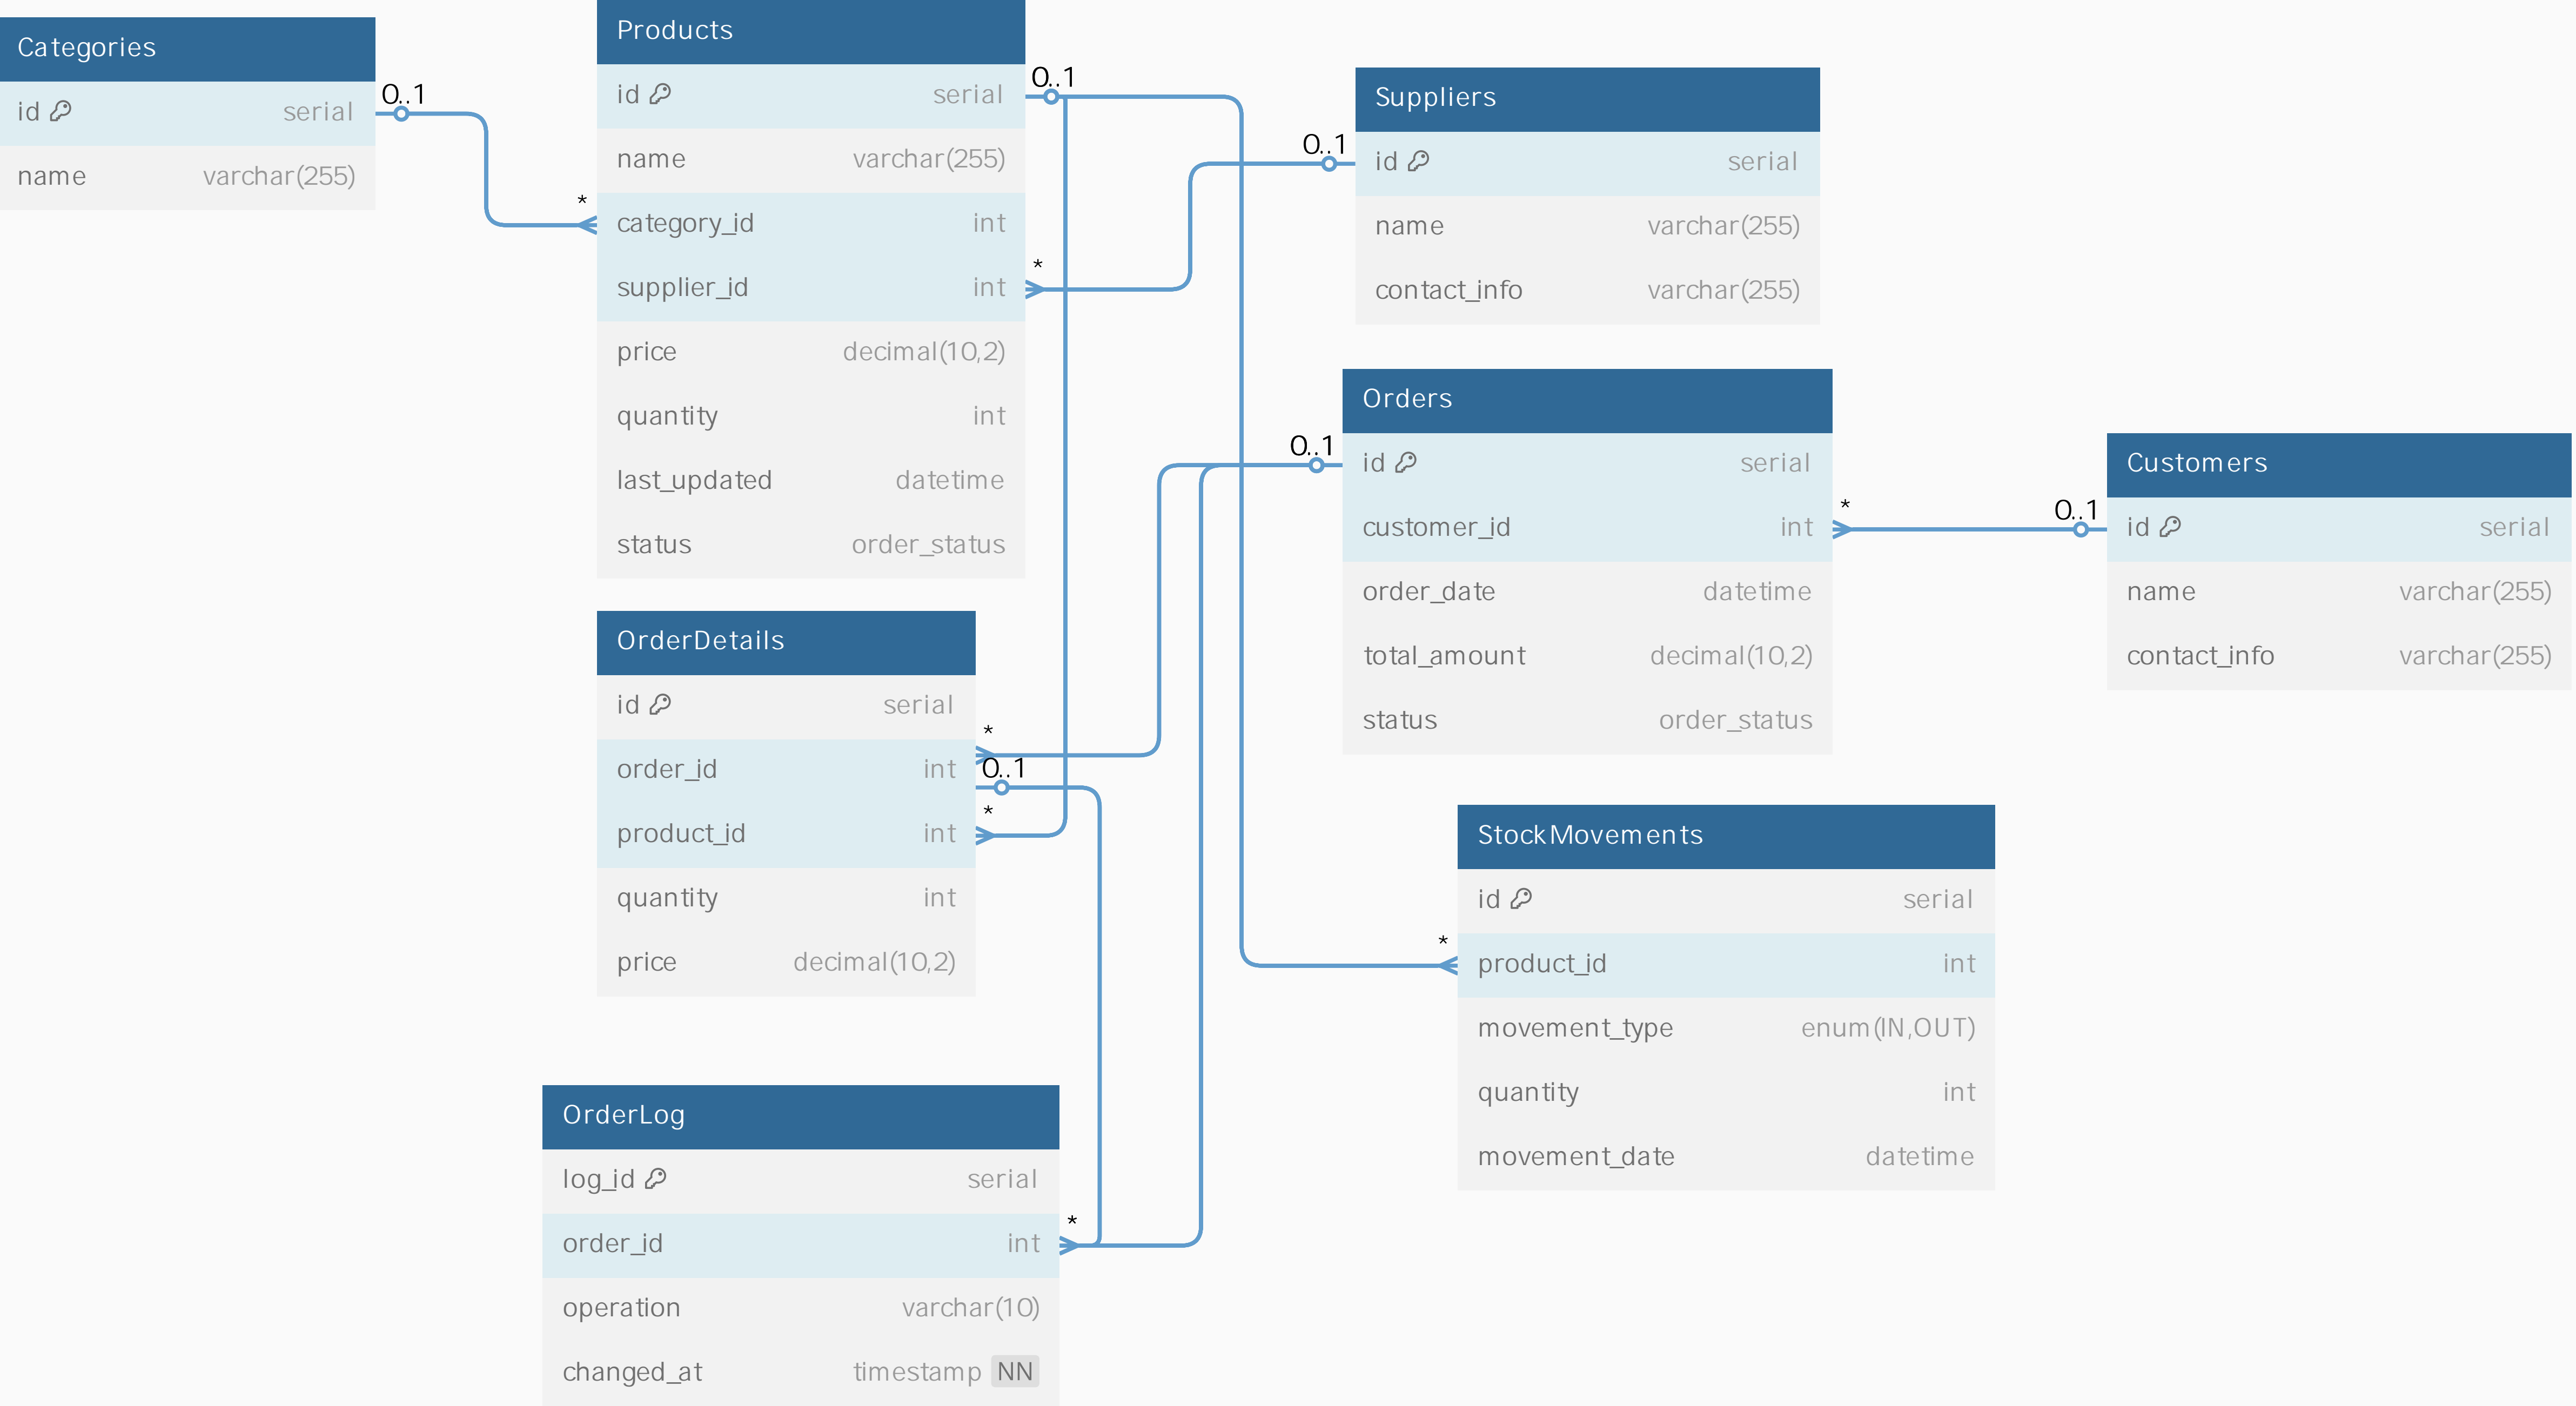 Categories
id serial
name varchar(255)
0..1
*
Products
id serial
name varchar(255)
category_id int
supplier_id int
price decimal(10,2)
quantity int
last_updated datetime
status order_status
0..1
*
Suppliers
id serial
name varchar(255)
contact_info varchar(255)
0..1
Orders
id serial
customer_id int
order_date datetime
total_amount decimal(10,2)
status order_status
0..1
*
Customers
id serial
name varchar(255)
contact_info varchar(255)
0..1
OrderDetails
id serial
order_id int
product_id int
quantity int
price decimal(10,2)
*
0..1
*
StockMovements
id serial
product_id int
movement_type enum(IN,OUT)
quantity int
movement_date datetime
*
OrderLog
log_id serial
order_id int
operation varchar(10)
changed_at timestamp NN
*